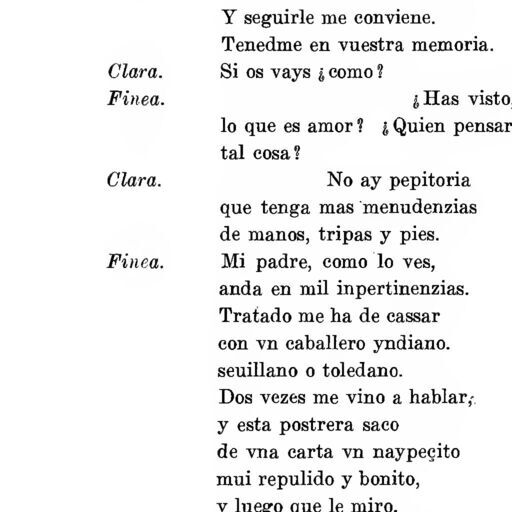 Y seguirle me conviene.
Tenedme en vuestra memoria.
Clara. Si os vays ¿como?
Finea. ¿Has visto,
lo que es amor? ¿Quien pensar
tal cosa?
Clara. No ay pepitoria
que tenga mas menudenzias
de manos, tripas y pies.
Finea. Mi padre, como lo ves,
anda en mil inpertinenzias.
Tratado me ha de cassar
con vn caballero yndiano.
seuillano o toledano.
Dos vezes me vino a hablar,
y esta postrera saco
de vna carta vn naypeçito
mui repulido y bonito,
y luego que le miro.